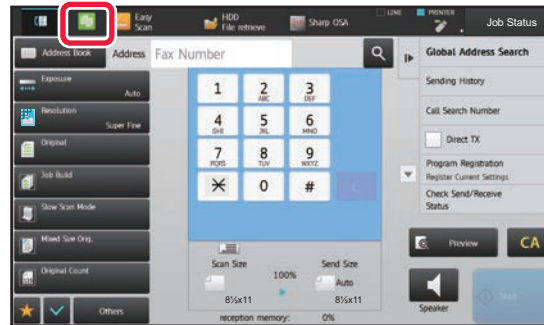 Easy
Scan
HDD
File retrieve
Sharp OSA
LINE
PRINTER
Job Status
Address Book
Address
Fax Number
Exposure
Auto
Resolution
Super Fine
Original
Job Build
Slow Scan Mode
Mixed Size Orig.
Original Count
Others
1
2
ABC
3
DEF
4
GHI
5
JKL
6
MNO
7
PQRS
8
TUV
9
WXYZ
0
#
C
Scan Size
100%
Send Size
Auto
8½x11
8½x11
reception memory: 0%
Global Address Search
Sending History
Call Search Number
Direct TX
Program Registration
Register Current Settings
Check Send/Receive
Status
Preview
CA
Speaker
Start